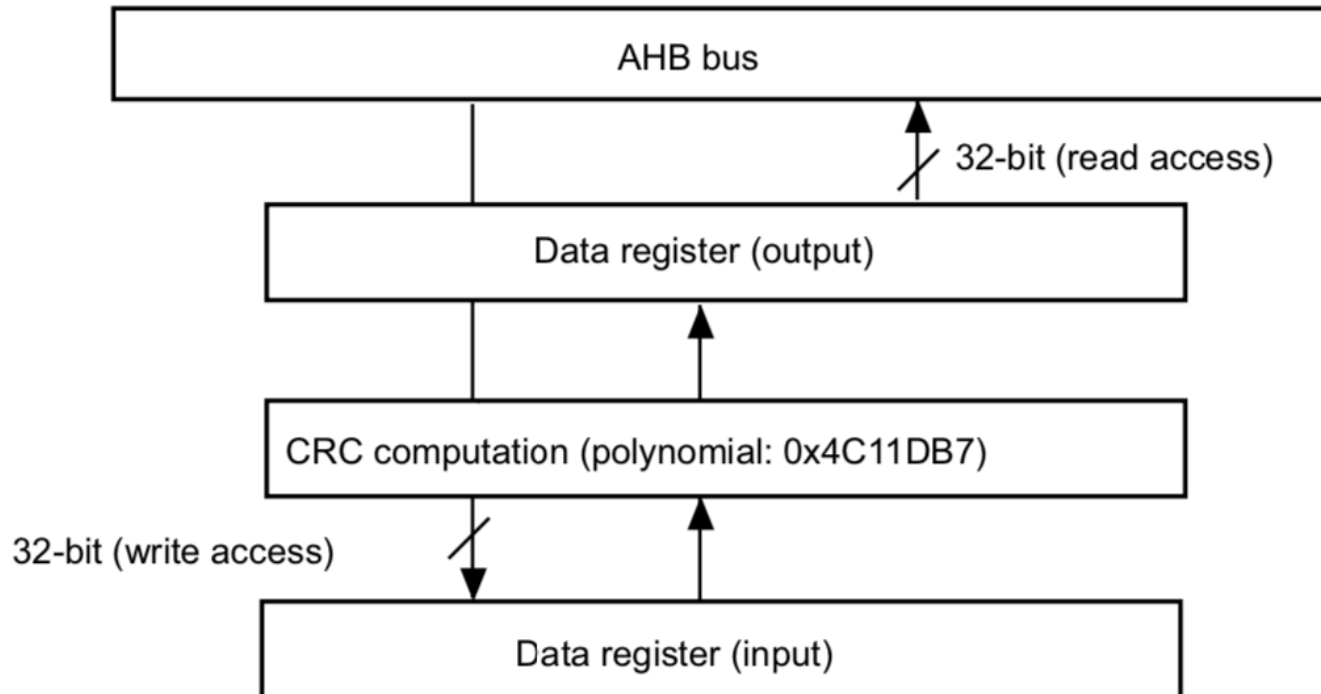 AHB bus
32-bit (read access)
Data register (output)
CRC computation (polynomial: 0x4C11DB7)
32-bit (write access)
Data register (input)